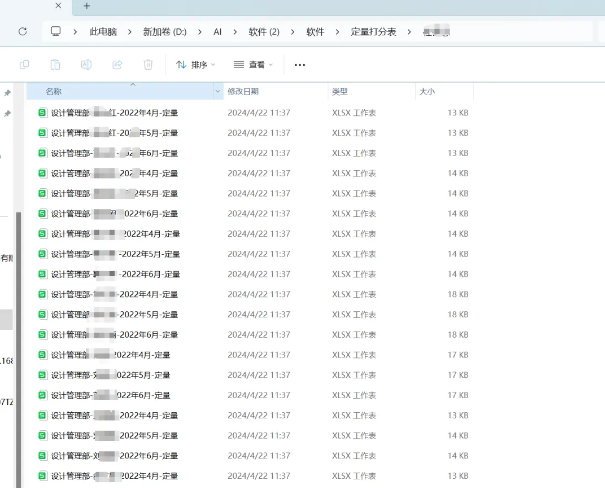 此电脑 > 新加卷 (D:) > AI > 软件 (2) > 软件 > 定量打分表 >
排序 查看 ...
名称 修改日期 类型 大小
设计管理部- 红-2022年4月-定量 2024/4/22 11:37 XLSX 工作表 13 KB
设计管理部- 红-2022年5月-定量 2024/4/22 11:37 XLSX 工作表 13 KB
设计管理部- 2022年6月-定量 2024/4/22 11:37 XLSX 工作表 13 KB
设计管理部- 2022年4月-定量 2024/4/22 11:37 XLSX 工作表 14 KB
设计管理部- 2年5月-定量 2024/4/22 11:37 XLSX 工作表 14 KB
设计管理部- 2022年6月-定量 2024/4/22 11:37 XLSX 工作表 14 KB
设计管理部- 2022年4月-定量 2024/4/22 11:37 XLSX 工作表 14 KB
设计管理部- -2022年5月-定量 2024/4/22 11:37 XLSX 工作表 14 KB
设计管理部- -2022年6月-定量 2024/4/22 11:37 XLSX 工作表 14 KB
设计管理部- -2022年4月-定量 2024/4/22 11:37 XLSX 工作表 18 KB
设计管理部- -2022年5月-定量 2024/4/22 11:37 XLSX 工作表 18 KB
设计管理部- -2022年6月-定量 2024/4/22 11:37 XLSX 工作表 18 KB
设计管理部- 2022年4月-定量 2024/4/22 11:37 XLSX 工作表 17 KB
设计管理部- 2022年5月-定量 2024/4/22 11:37 XLSX 工作表 17 KB
设计管理部- 2022年6月-定量 2024/4/22 11:37 XLSX 工作表 17 KB
设计管理部- -2022年4月-定量 2024/4/22 11:37 XLSX 工作表 13 KB
设计管理部- -2022年5月-定量 2024/4/22 11:37 XLSX 工作表 14 KB
设计管理部- -2022年6月-定量 2024/4/22 11:37 XLSX 工作表 14 KB
设计管理部- -2022年4月-定量 2024/4/22 11:37 XLSX 工作表 13 KB
有限
.168